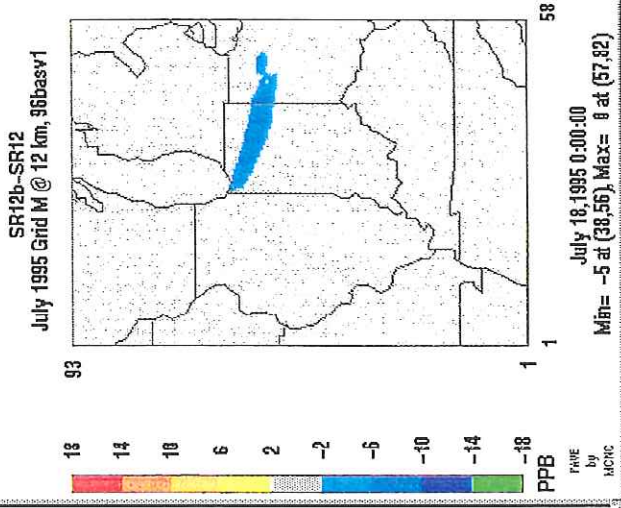 SR12b-SR12
July 1995 Grid M @ 12 km, 96basv1
18
14
10
6
2
-2
-6
-10
-14
-18
PPB
PAVE
by
MCNC
93
1
1
58
July 18,1995 0:00:00
Min= -5 at (38,56), Max= 0 at (57,82)